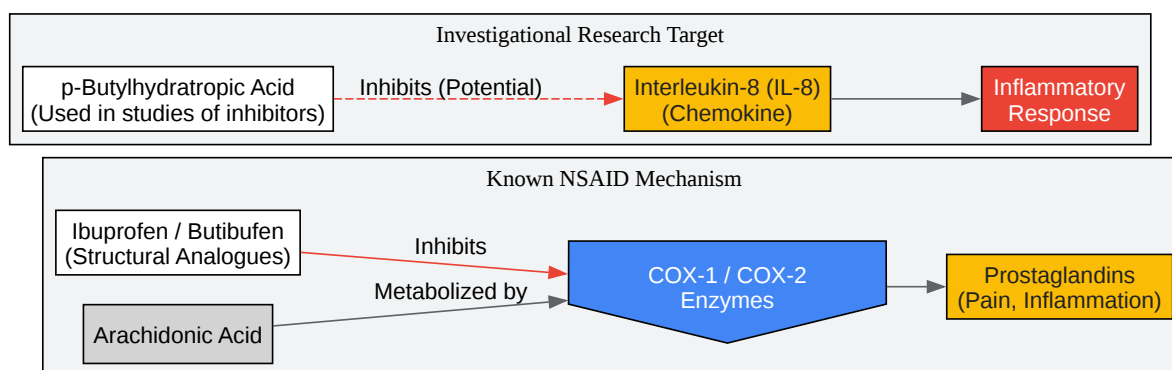 Investigational Research Target
p-Butylhydratropic Acid
(Used in studies of inhibitors)
Inhibits (Potential)
Interleukin-8 (IL-8)
(Chemokine)
Inflammatory
Response
Known NSAID Mechanism
Ibuprofen / Butibufen
(Structural Analogues)
Inhibits
Metabolized by
Arachidonic Acid
COX-1 / COX-2
Enzymes
Prostaglandins
(Pain, Inflammation)